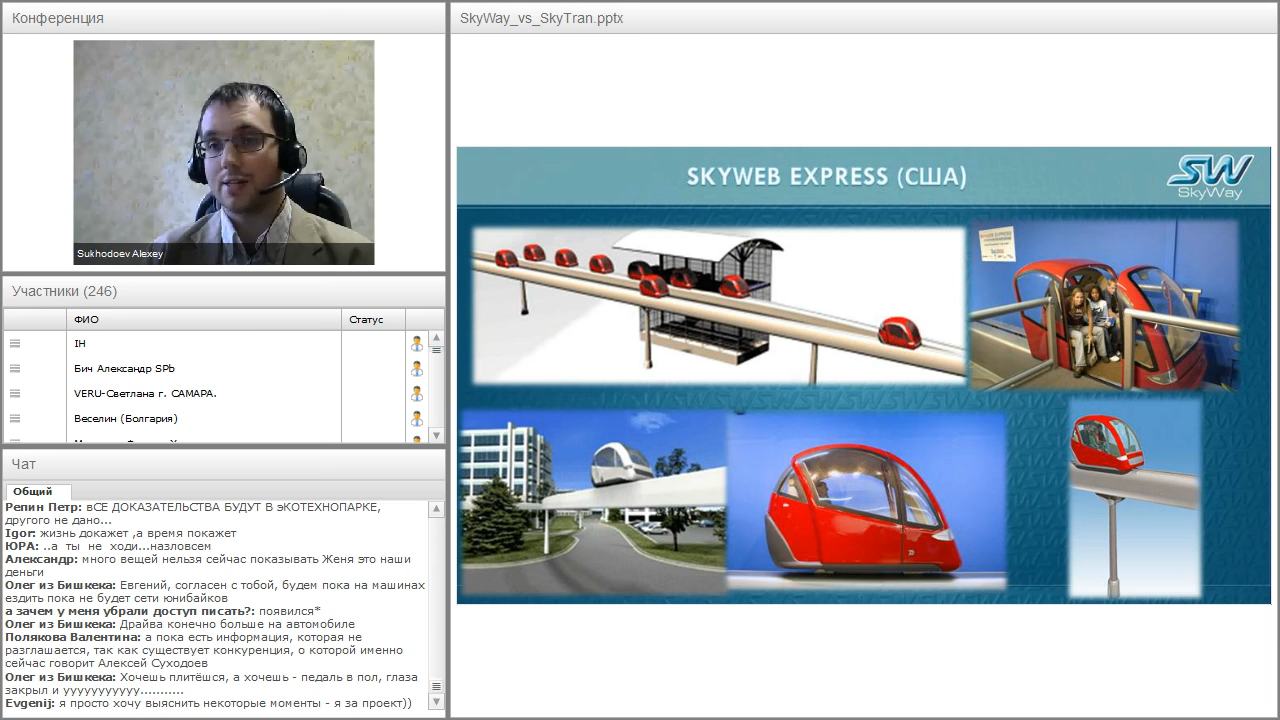 Конференция
Sukhodoev Alexey
Участники (246)
ФИО
Статус
IH
Бич Александр SPb
VERU-Светлана г. САМАРА.
Веселин (Болгария)
Чат
Общий
Репин Петр: вСЕ ДОКАЗАТЕЛЬСТВА БУДУТ В эКОТЕХНОПАРКЕ,
другого не дано...
Igor: жизнь докажет ,а время покажет
ЮРА: ..а ты не ходи...назловсем
Александр: много вещей нельзя сейчас показывать Женя это наши
деньги
Олег из Бишкека: Евгений, согласен с тобой, будем пока на машинах
ездить пока не будет сети юнибайков
а зачем у меня убрали доступ писать?: появился*
Олег из Бишкека: Драйва конечно больше на автомобиле
Полякова Валентина: а пока есть информация, которая не
разглашается, так как существует конкуренция, о которой именно
сейчас говорит Алексей Суходоев
Олег из Бишкека: Хочешь плитёшся, а хочешь - педаль в пол, глаза
закрыл и ууууууууууу..........
Evgenij: я просто хочу выяснить некоторые моменты - я за проект))
SkyWay_vs_SkyTran.pptx
SKYWEB EXPRESS (США)
SW
SkyWay